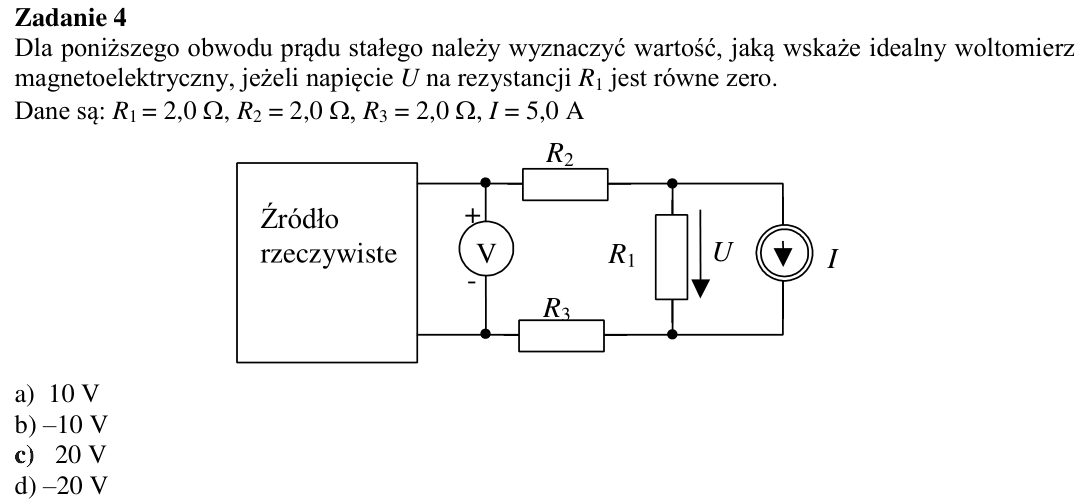 Zadanie 4
Dla poniższego obwodu prądu stałego należy wyznaczyć wartość, jaką wskaże idealny woltomierz
magnetoelektryczny, jeżeli napięcie U na rezystancji R₁ jest równe zero.
Dane są: R₁ = 2,0 Ω, R₂ = 2,0 Ω, R₃ = 2,0 Ω, I = 5,0 A
R₂
Źródło
rzeczywiste
+
V
-
R₁
U
I
R₃
a) 10 V
b) –10 V
c) 20 V
d) –20 V